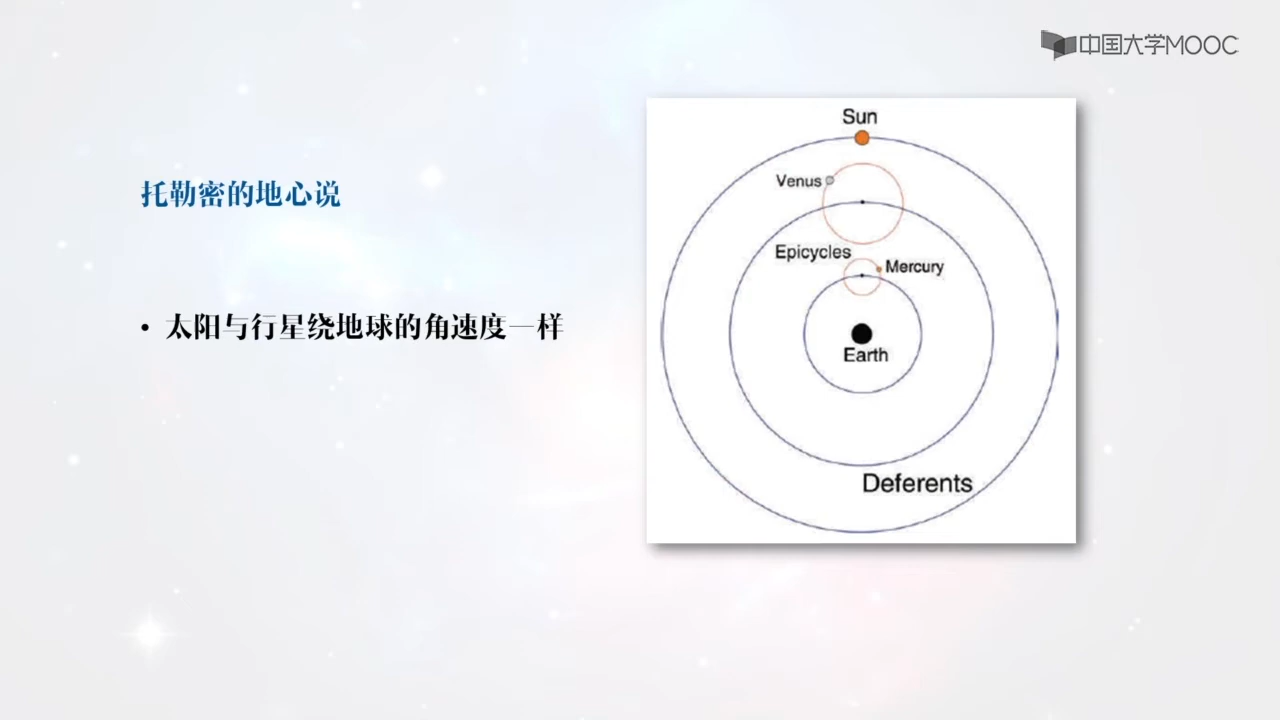 中国大学MOOC
托勒密的地心说
• 太阳与行星绕地球的角速度一样
Sun
Venus
Epicycles
Mercury
Earth
Deferents